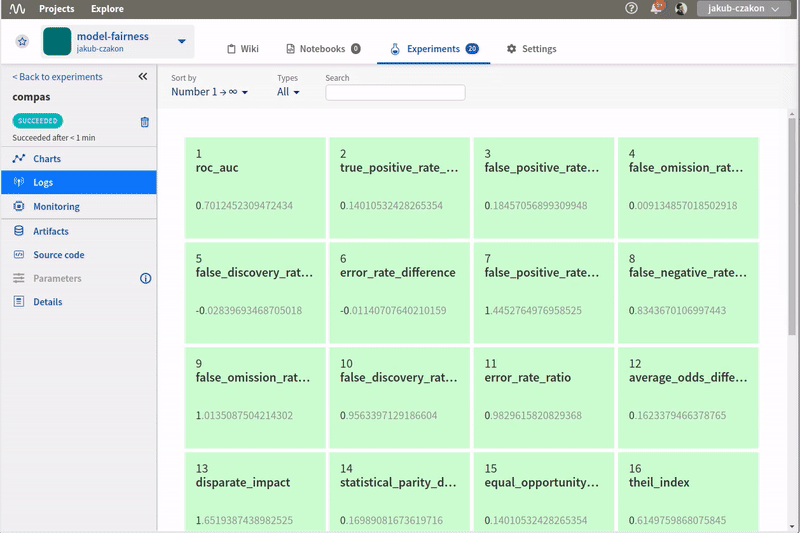 Projects Explore
jakub-czakon
model-fairness
jakub-czakon
Wiki Notebooks 0 Experiments 20 Settings
< Back to experiments
compas
SUCCEEDED
Succeeded after < 1 min
Charts
Logs
Monitoring
Artifacts
Source code
Parameters
Details
Sort by Types Search
Number 1 → ∞ All
1
roc_auc
0.7012452309472434
2
true_positive_rate_...
0.14010532428265354
3
false_positive_rate...
0.18457056899309948
4
false_omission_rat...
0.009134857018502918
5
false_discovery_rat...
-0.02839693468705018
6
error_rate_difference
-0.01140707640210159
7
false_positive_rate...
1.4452764976958525
8
false_negative_rate...
0.8343670106997443
9
false_omission_rat...
1.0135087504214302
10
false_discovery_rat...
0.9563397129186604
11
error_rate_ratio
0.9829615820829368
12
average_odds_diffe...
0.1623379466378765
13
disparate_impact
1.6519387438982525
14
statistical_parity_d...
0.16989081673619716
15
equal_opportunity...
0.14010532428265354
16
theil_index
0.6149759868075845